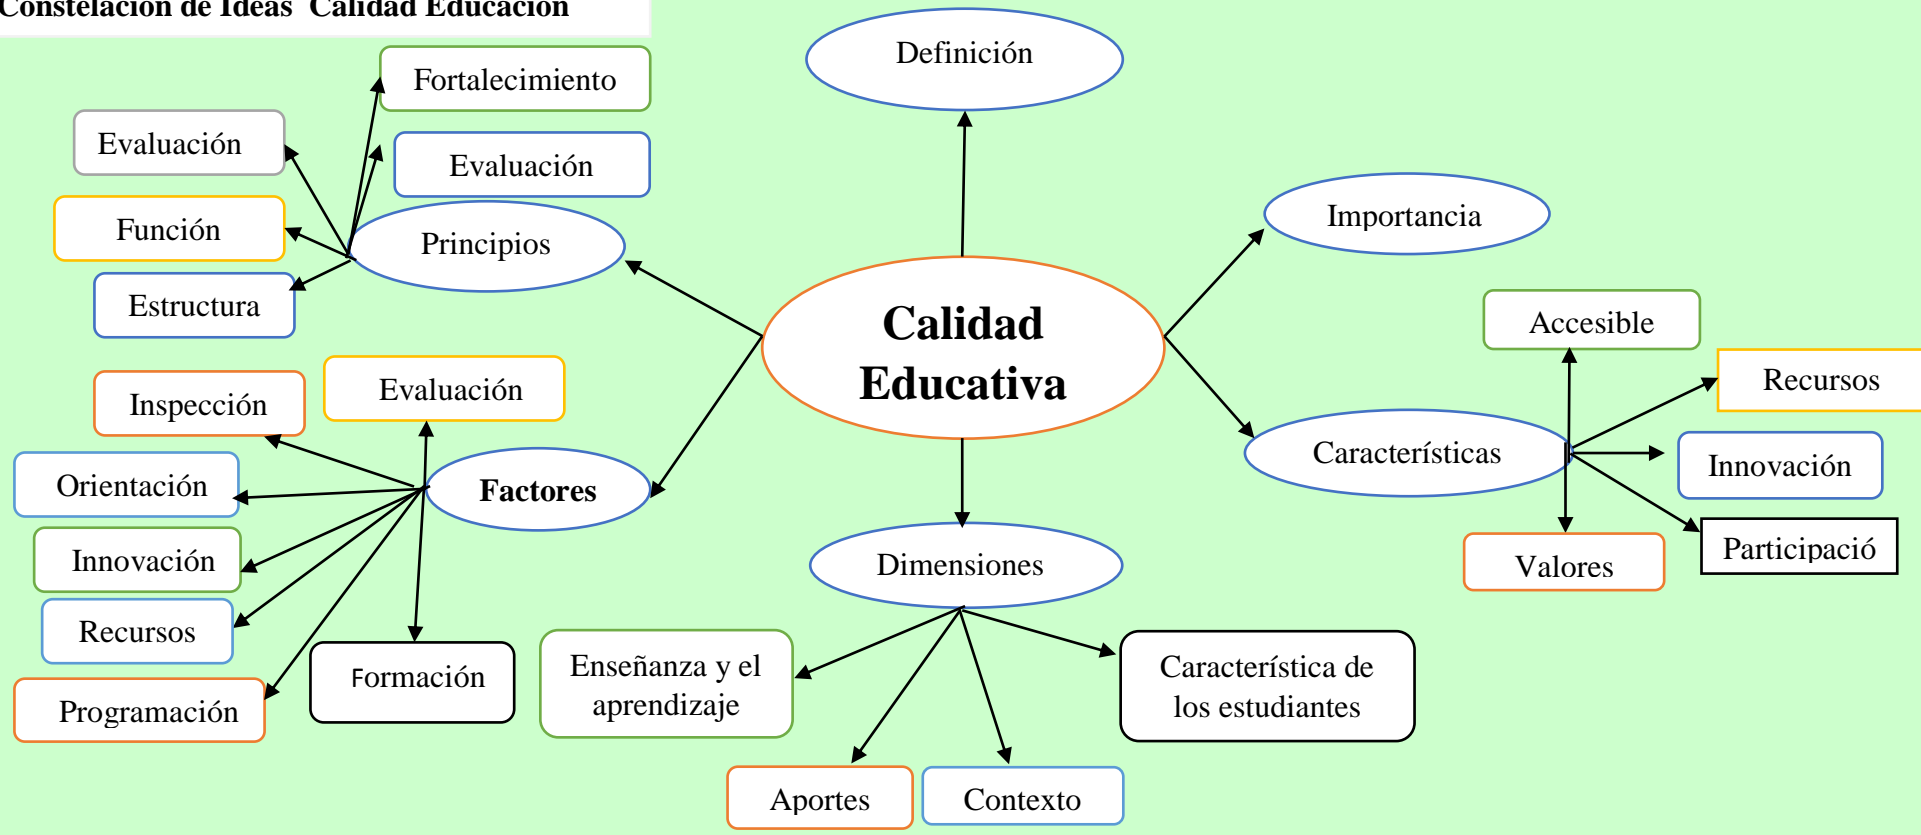 Constelación de Ideas Calidad Educación
Definición
Fortalecimiento
Evaluación
Evaluación
Función
Principios
Estructura
Importancia
Calidad
Educativa
Accesible
Recursos
Características
Innovación
Participació
Valores
Evaluación
Inspección
Orientación
Factores
Innovación
Recursos
Formación
Programación
Dimensiones
Enseñanza y el
aprendizaje
Característica de
los estudiantes
Aportes
Contexto